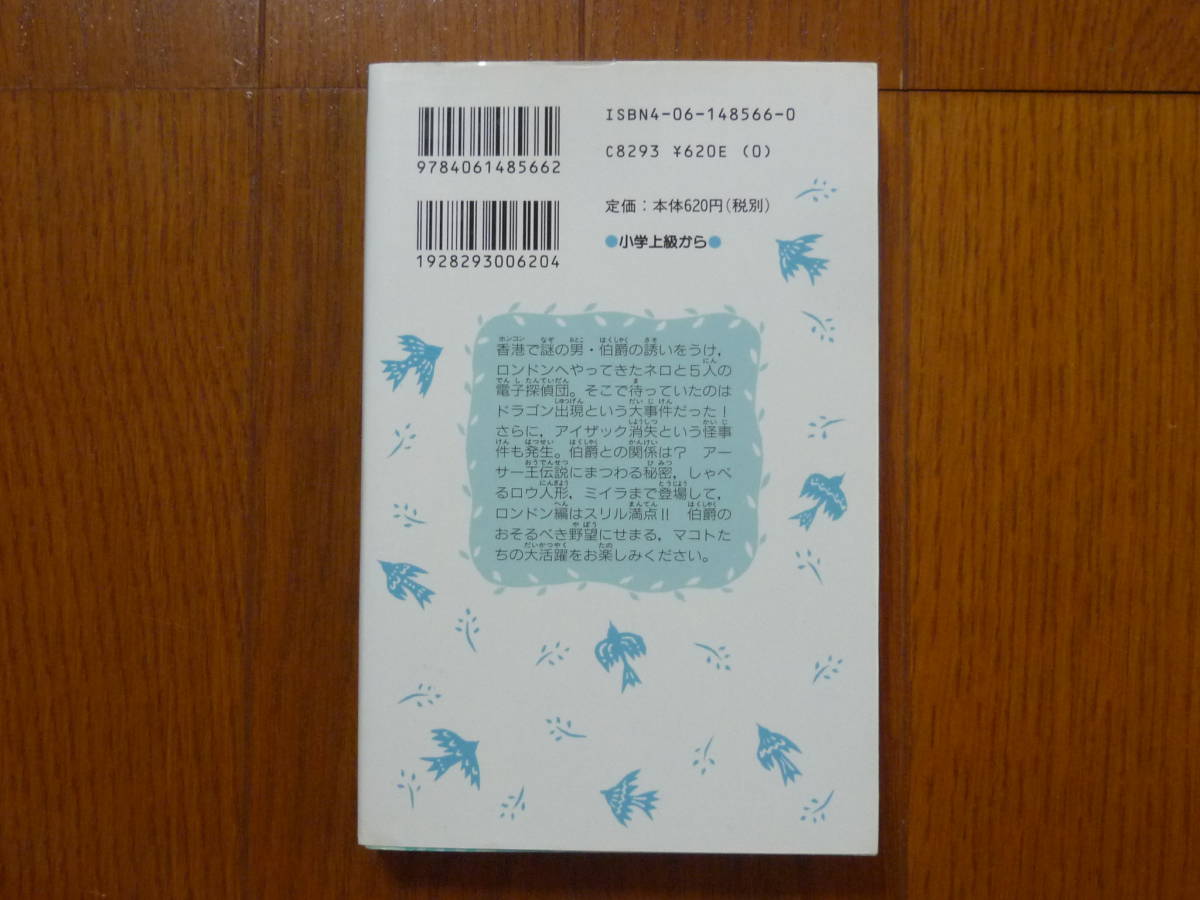 9784061485662
ISBN4-06-148566-0
C8293 ¥620E (0)
1928293006204
定価：本体620円(税別)
●小学上級から●
香港で謎の男・伯爵の誘いをうけ，
ロンドンへやってきたネロと5人の
電子探偵団。そこで待っていたのは
ドラゴン出現という大事件だった！
さらに，アイザック消失という怪事
件も発生。伯爵との関係は？　アー
サー王伝説にまつわる秘密，しゃべ
るロウ人形，ミイラまで登場して，
ロンドン編はスリル満点!!　伯爵の
おそるべき野望にせまる，マコトた
ちの大活躍をお楽しみください。